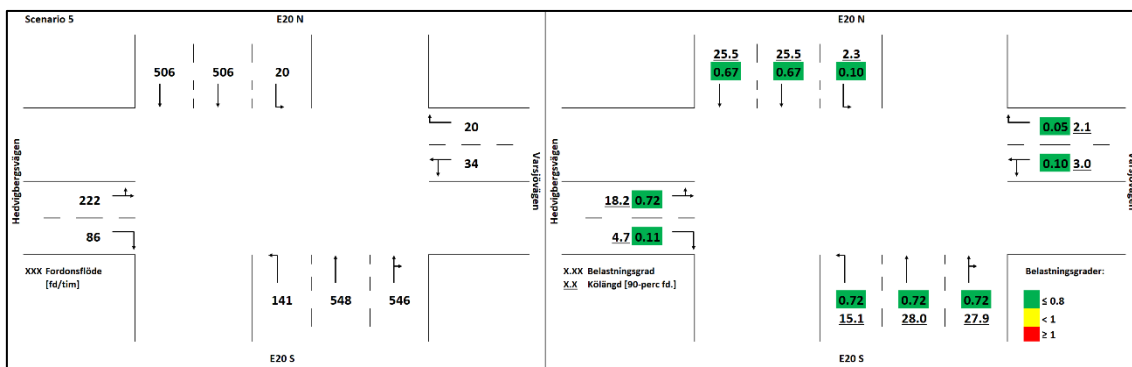 Scenario 5
E20 N
506 506 20
20
34
Hedvigbergsvägen
Varsjövägen
222
86
XXX Fordonsflöde
[fd/tim]
141 548 546
E20 S
E20 N
25.5 25.5 2.3
0.67 0.67 0.10
0.05 2.1
0.10 3.0
Hedvigbergsvägen
Varsjövägen
18.2 0.72
4.7 0.11
X.XX Belastningsgrad
X.X Kölängd [90-perc fd.]
0.72 0.72 0.72
15.1 28.0 27.9
Belastningsgrader:
≤ 0.8
< 1
≥ 1
E20 S